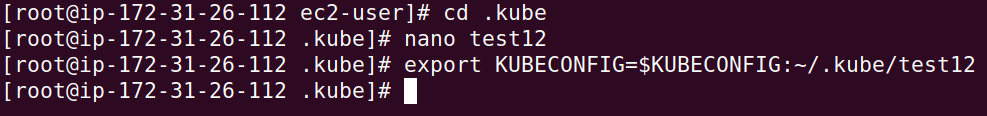 [root@ip-172-31-26-112 ec2-user]# cd .kube
[root@ip-172-31-26-112 .kube]# nano test12
[root@ip-172-31-26-112 .kube]# export KUBECONFIG=$KUBECONFIG:~/.kube/test12
[root@ip-172-31-26-112 .kube]#